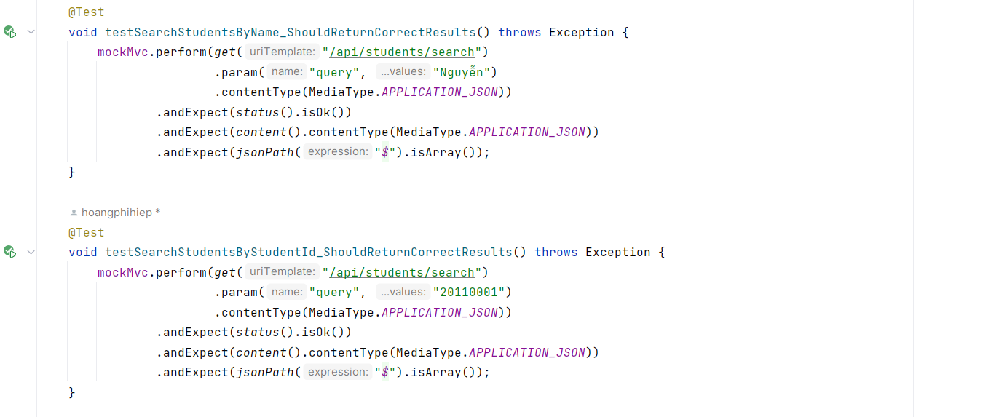 @Test
void testSearchStudentsByName_ShouldReturnCorrectResults() throws Exception {
mockMvc.perform(get( uriTemplate: "/api/students/search")
.param( name: "query", ...values: "Nguyễn")
.contentType(MediaType.APPLICATION_JSON))
.andExpect(status().isOk())
.andExpect(content().contentType(MediaType.APPLICATION_JSON))
.andExpect(jsonPath( expression: "$").isArray());
}
hoangphihiep *
@Test
void testSearchStudentsByStudentId_ShouldReturnCorrectResults() throws Exception {
mockMvc.perform(get( uriTemplate: "/api/students/search")
.param( name: "query", ...values: "20110001")
.contentType(MediaType.APPLICATION_JSON))
.andExpect(status().isOk())
.andExpect(content().contentType(MediaType.APPLICATION_JSON))
.andExpect(jsonPath( expression: "$").isArray());
}